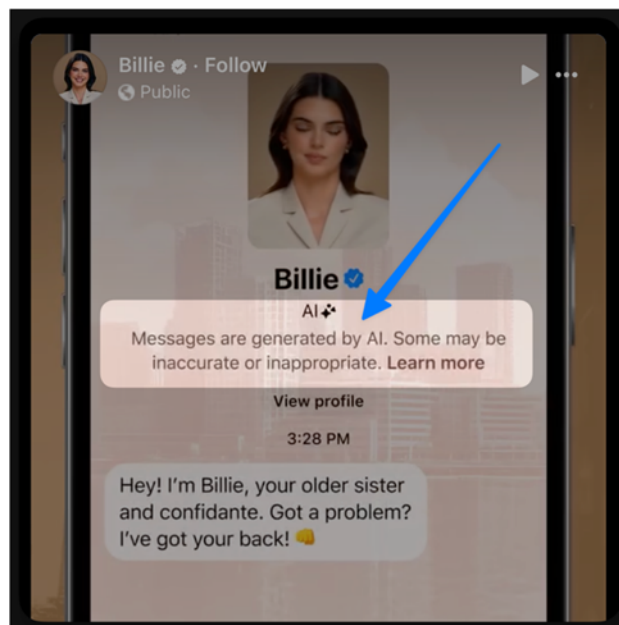 Billie · Follow
Public
Billie
AI
Messages are generated by AI. Some may be
inaccurate or inappropriate. Learn more
View profile
3:28 PM
Hey! I'm Billie, your older sister
and confidante. Got a problem?
I've got your back! 👊